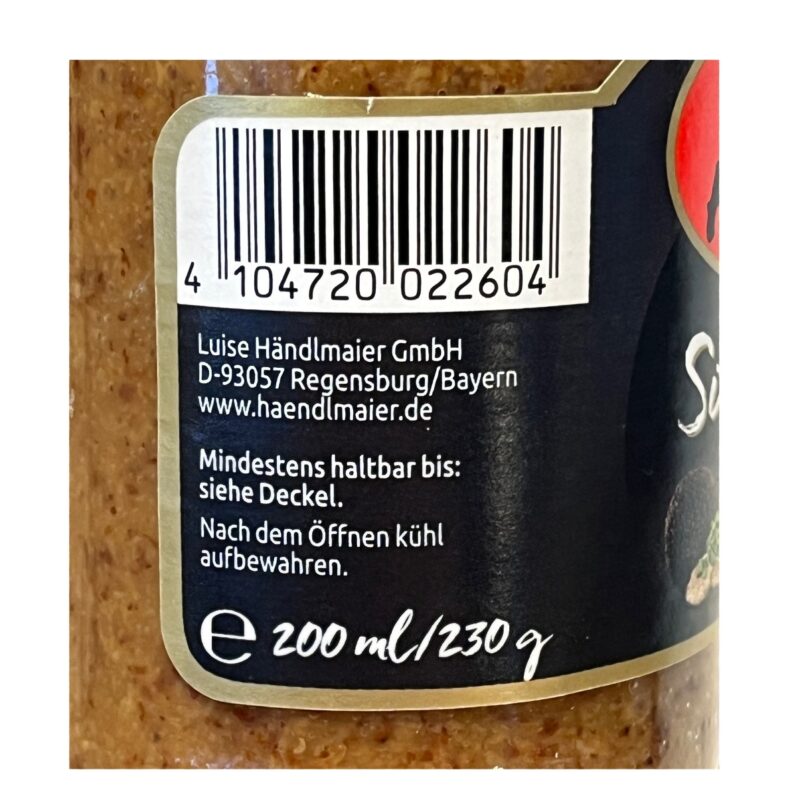 4 104720 022604
Luise Händlmaier GmbH
D-93057 Regensburg/Bayern
www.haendlmaier.de
Mindestens haltbar bis:
siehe Deckel.
Nach dem Öffnen kühl
aufbewahren.
℮ 200 ml/230 g